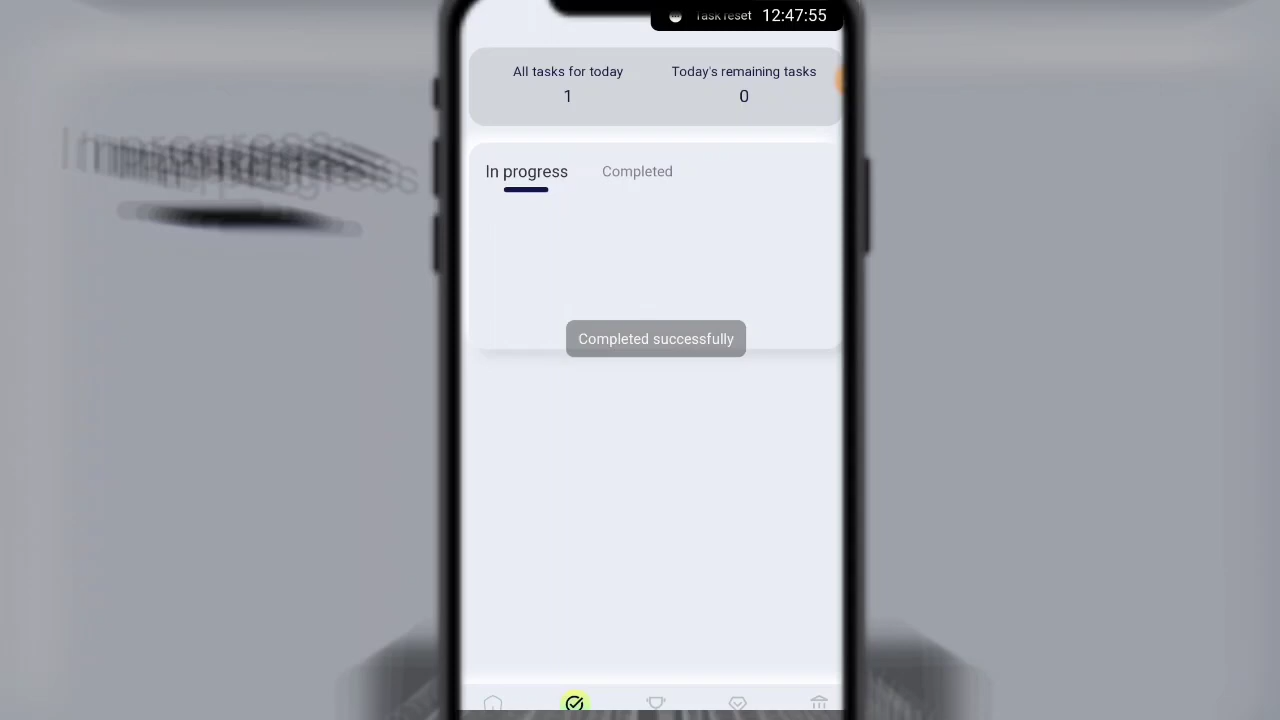 Task reset 12:47:55
All tasks for today Today's remaining tasks
1 0
In progress Completed
Completed successfully